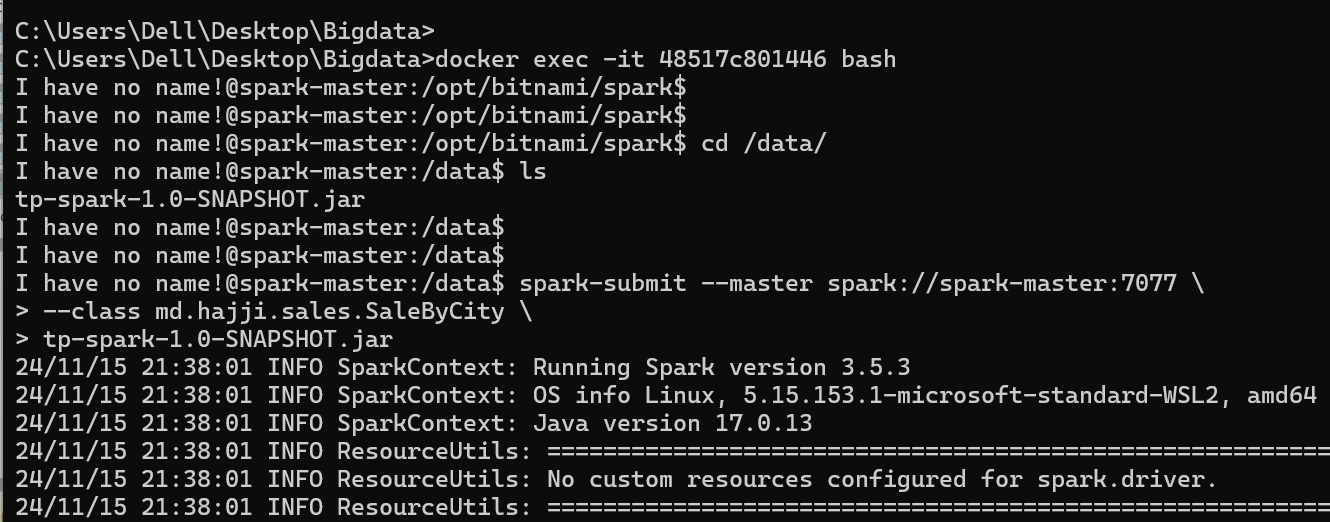 C:\Users\Dell\Desktop\Bigdata>
C:\Users\Dell\Desktop\Bigdata>docker exec -it 48517c801446 bash
I have no name!@spark-master:/opt/bitnami/spark$
I have no name!@spark-master:/opt/bitnami/spark$
I have no name!@spark-master:/opt/bitnami/spark$ cd /data/
I have no name!@spark-master:/data$ ls
tp-spark-1.0-SNAPSHOT.jar
I have no name!@spark-master:/data$
I have no name!@spark-master:/data$
I have no name!@spark-master:/data$ spark-submit --master spark://spark-master:7077 \
> --class md.hajji.sales.SaleByCity \
> tp-spark-1.0-SNAPSHOT.jar
24/11/15 21:38:01 INFO SparkContext: Running Spark version 3.5.3
24/11/15 21:38:01 INFO SparkContext: OS info Linux, 5.15.153.1-microsoft-standard-WSL2, amd64
24/11/15 21:38:01 INFO SparkContext: Java version 17.0.13
24/11/15 21:38:01 INFO ResourceUtils: ========================================================
24/11/15 21:38:01 INFO ResourceUtils: No custom resources configured for spark.driver.
24/11/15 21:38:01 INFO ResourceUtils: ========================================================